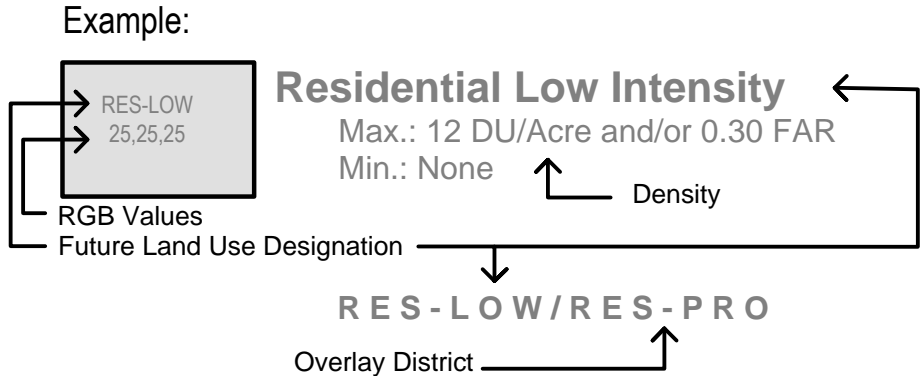 Example:
RES-LOW
25,25,25
Residential Low Intensity
Max.: 12 DU/Acre and/or 0.30 FAR
Min.: None
Density
RGB Values
Future Land Use Designation
RES-LOW/RES-PRO
Overlay District